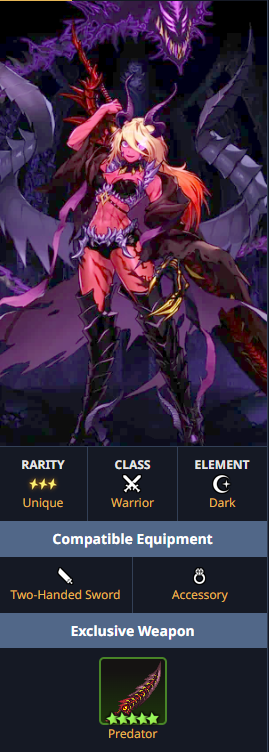 RARITY CLASS ELEMENT
Unique Warrior Dark
Compatible Equipment
Two-Handed Sword Accessory
Exclusive Weapon
Predator